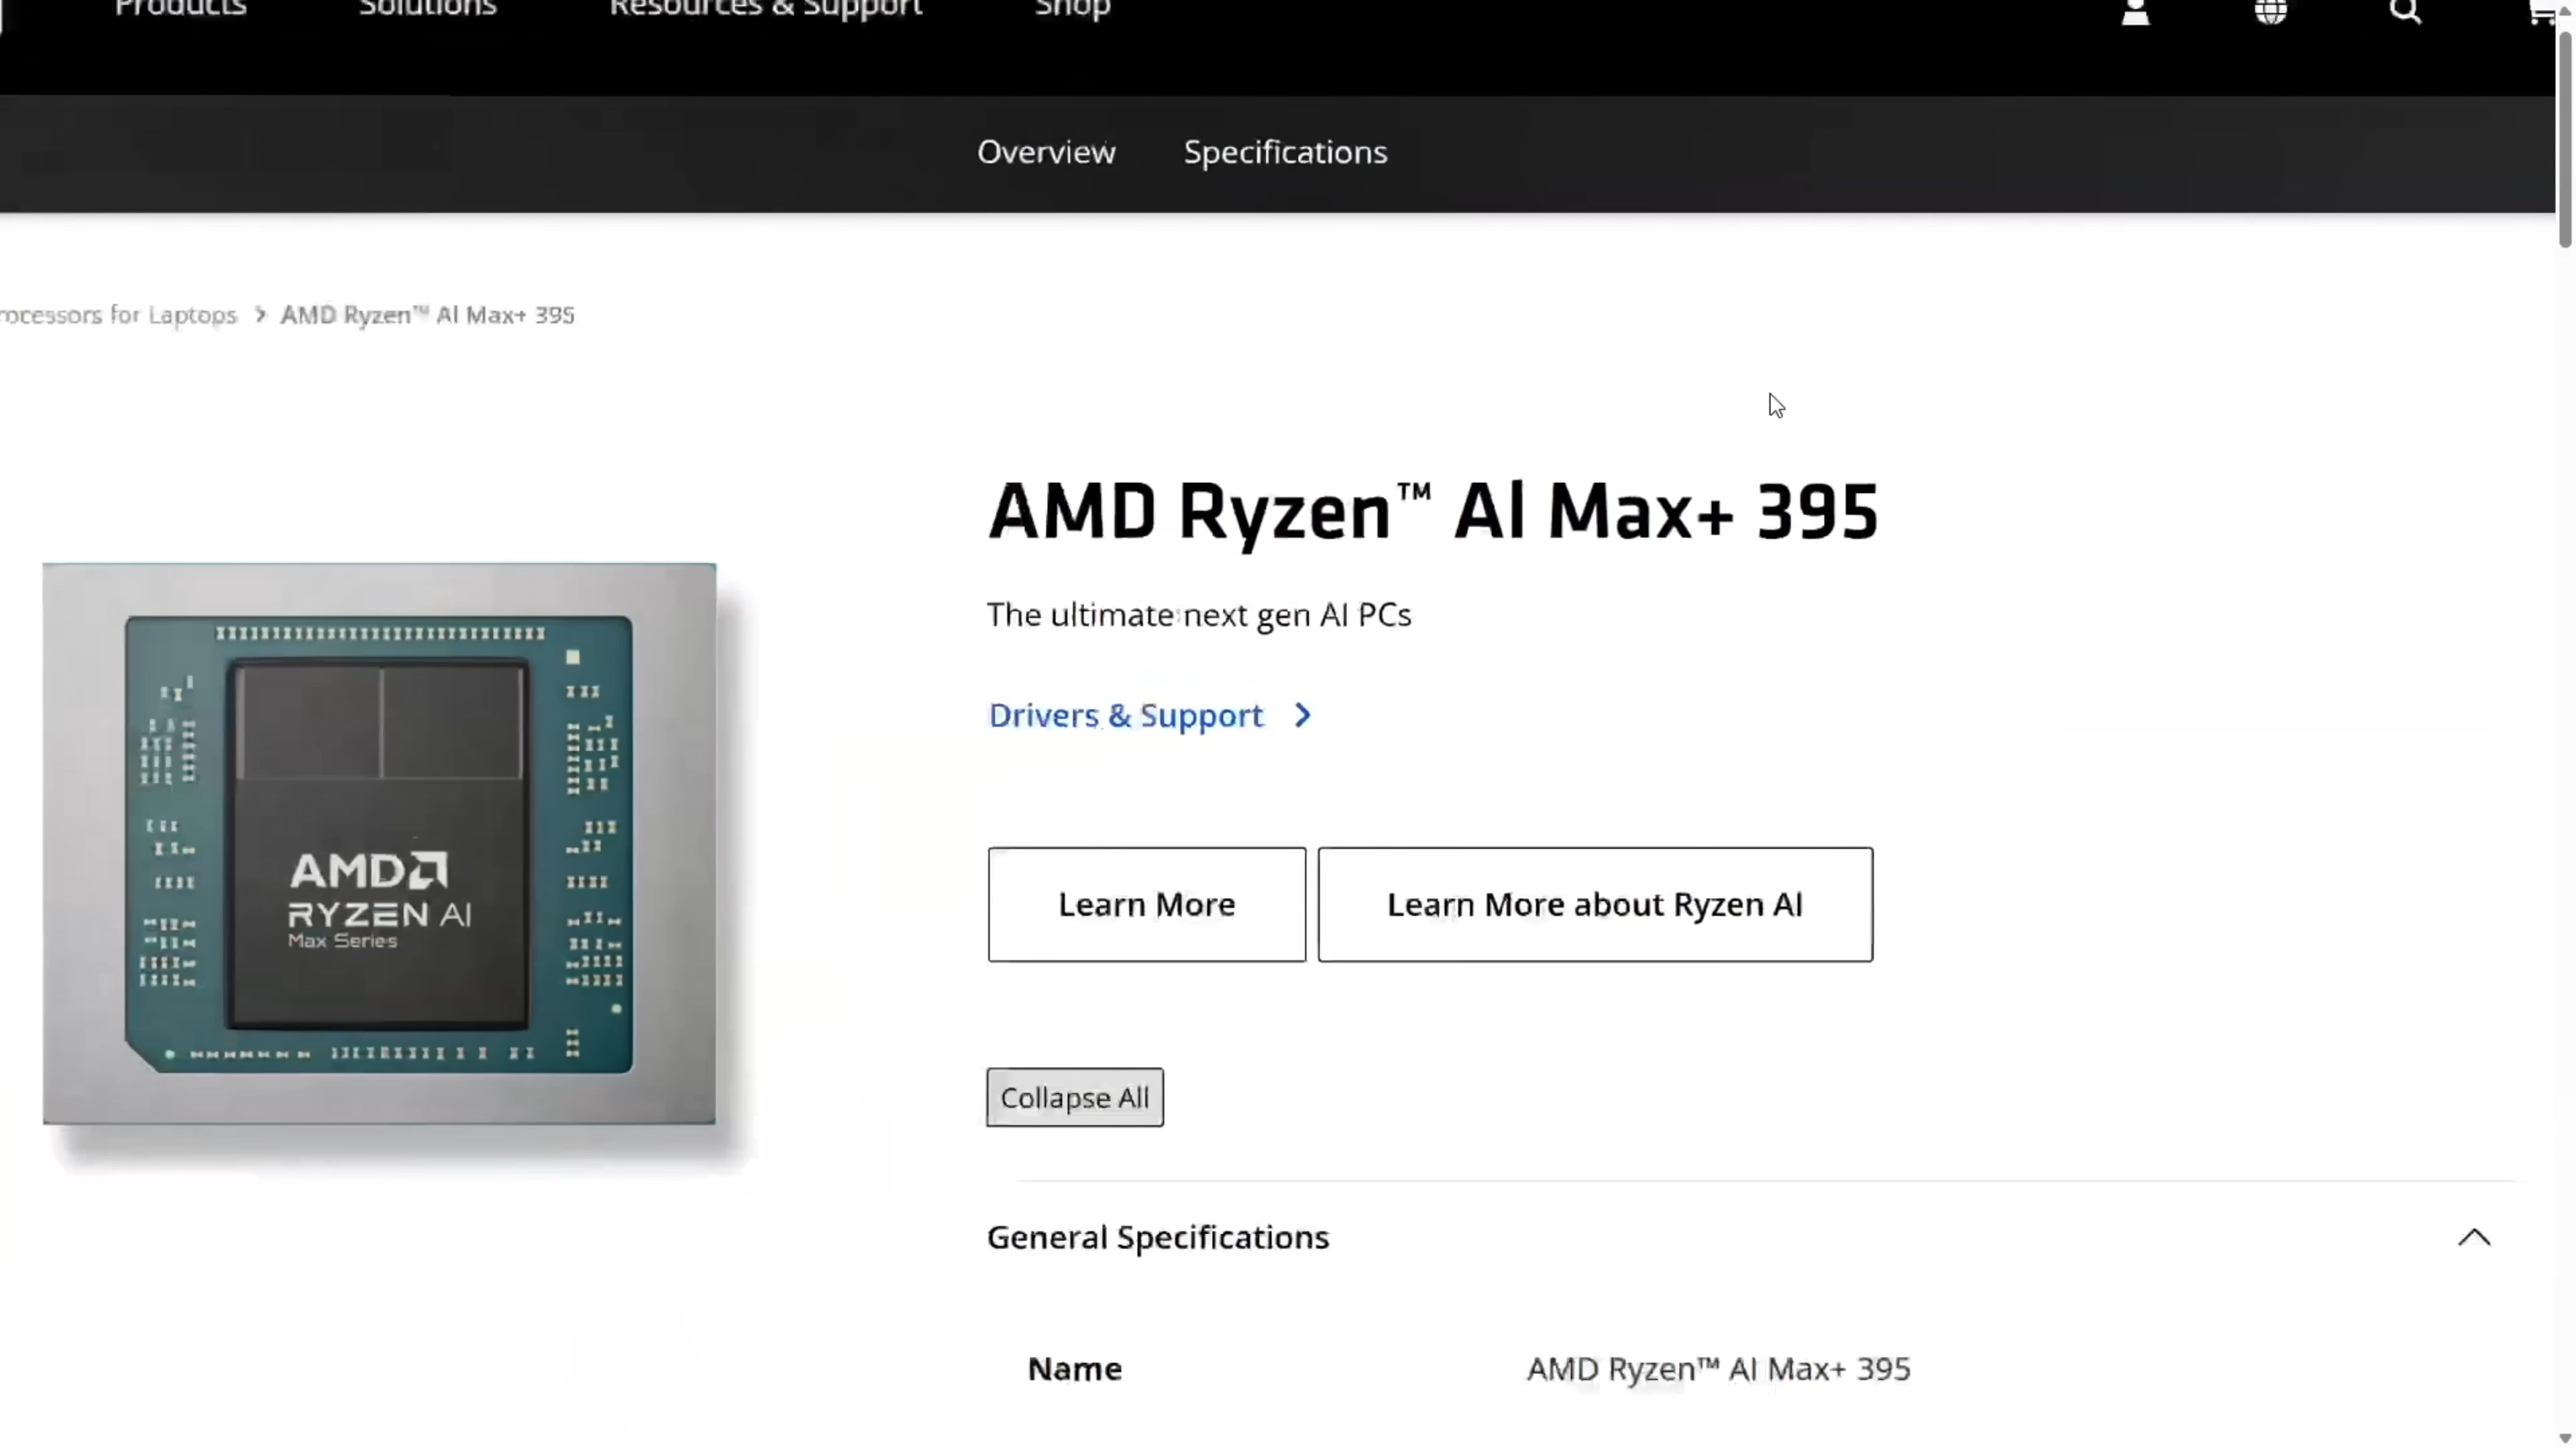 Products Solutions Resources & Support Shop
Overview Specifications
rocessors for Laptops > AMD Ryzen™ AI Max+ 395
AMD Ryzen™ AI Max+ 395
The ultimate next gen AI PCs
Drivers & Support >
Learn More Learn More about Ryzen AI
AMD
RYZEN AI
Max Series
Collapse All
General Specifications
Name AMD Ryzen™ AI Max+ 395